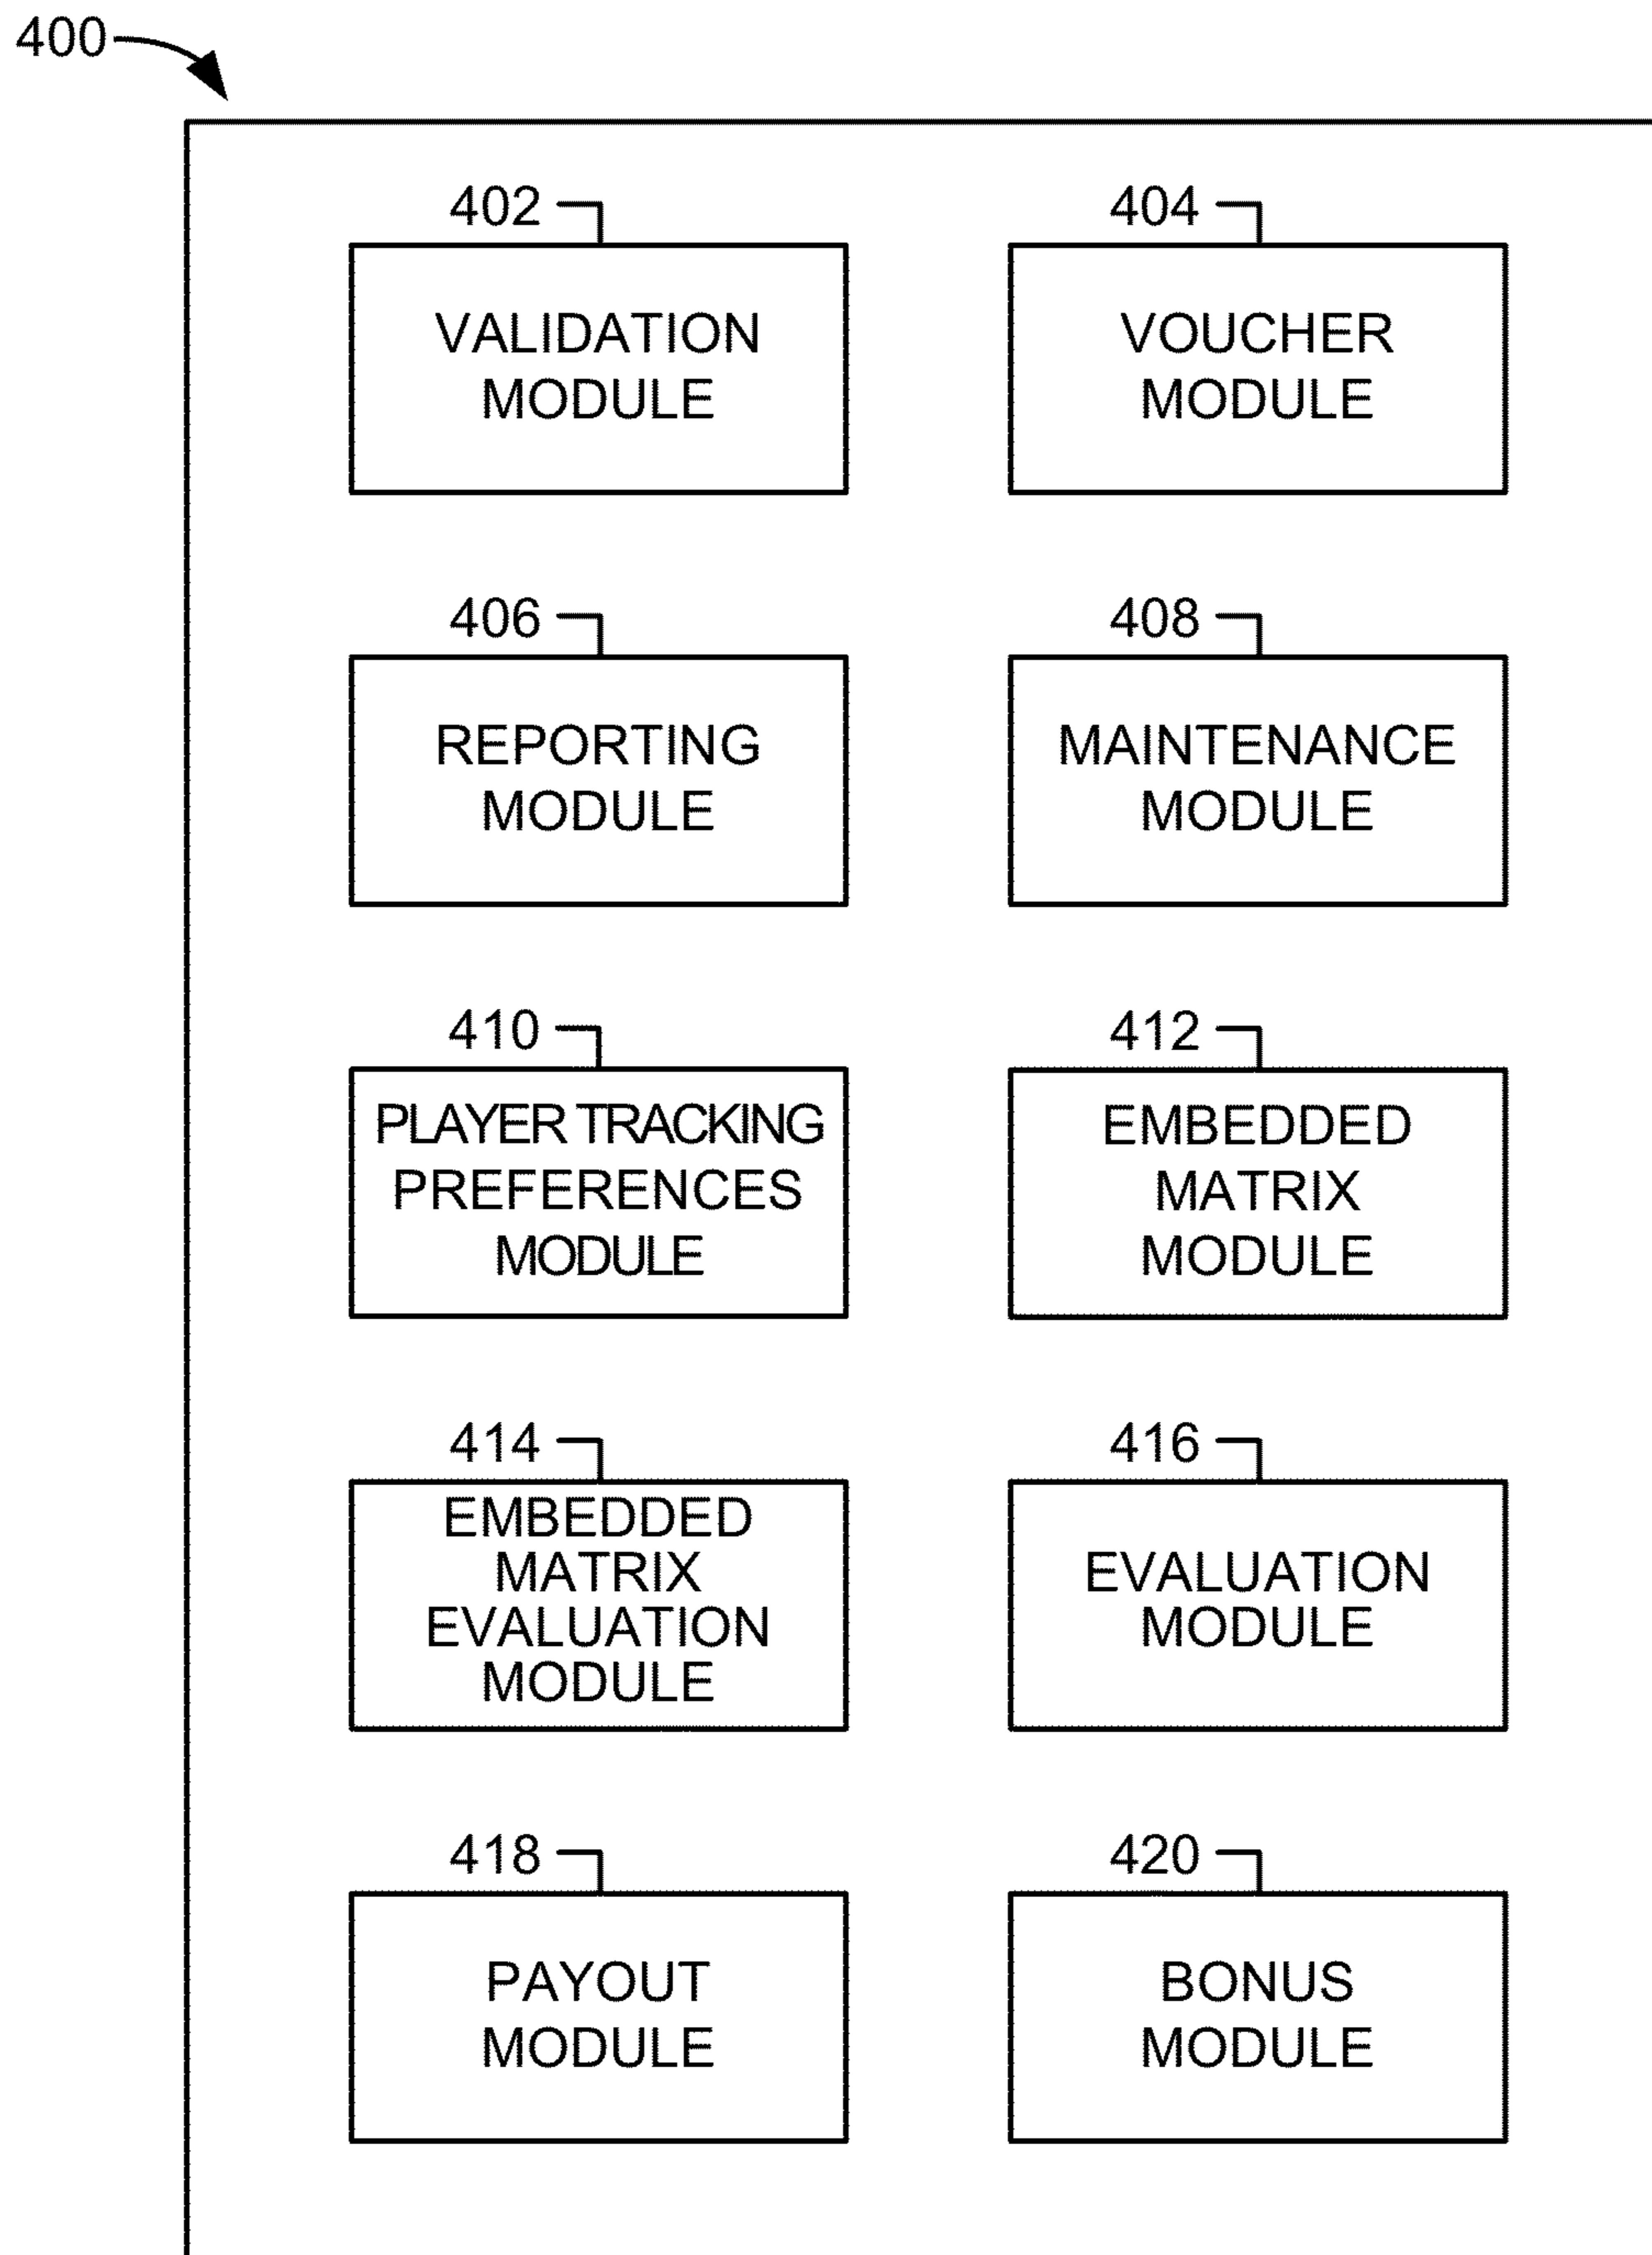 400
402
VALIDATION
MODULE
404
VOUCHER
MODULE
406
REPORTING
MODULE
408
MAINTENANCE
MODULE
410
PLAYER TRACKING
PREFERENCES
MODULE
412
EMBEDDED
MATRIX
MODULE
414
EMBEDDED
MATRIX
EVALUATION
MODULE
416
EVALUATION
MODULE
418
PAYOUT
MODULE
420
BONUS
MODULE